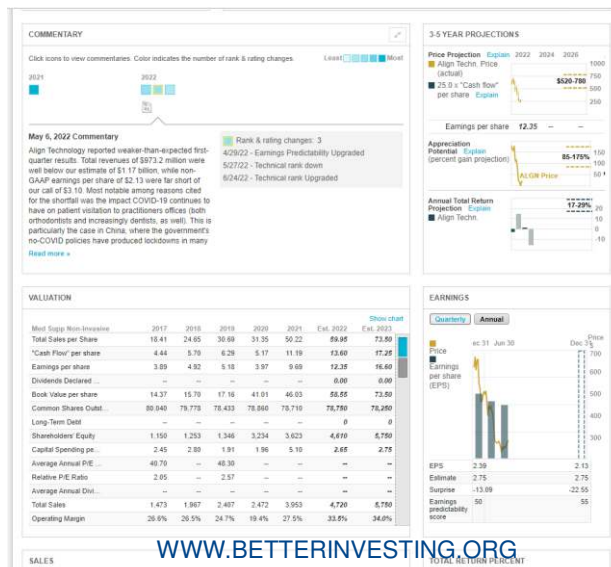 COMMENTARY
Click icons to view commentaries. Color indicates the number of rank & rating changes
Least Most
2021 2022
May 6, 2022 Commentary
Align Technology reported weaker-than-expected first-
quarter results. Total revenues of $973.2 million were
well below our estimate of $1.17 billion, while non-
GAAP earnings per share of $2.13 were far short of
our call of $3.10. Most notable among reasons cited
for the shortfall was the impact COVID-19 continues to
have on patient visitation to practitioners offices (both
orthodontists and increasingly dentists, as well). This is
particularly the case in China, where the government's
no-COVID policies have produced lockdowns in many
Read more »
Rank & rating changes: 3
4/29/22 - Earnings Predictability Upgraded
5/27/22 - Technical rank down
6/24/22 - Technical rank Upgraded
3-5 YEAR PROJECTIONS
Price Projection Explain 2022 2024 2026
Align Techn. Price
(actual)
25.0 x "Cash flow"
per share Explain
1000
750
500
250
$520-780
Earnings per share 12.35 -- --
Appreciation
Potential Explain
(percent gain projection)
85-175%
ALGN Price
150
100
50
Annual Total Return
Projection Explain
Align Techn.
17-29%
20
10
0
-10
VALUATION
Show chart
Med Supp Non-Invasive 2017 2018 2019 2020 2021 Est. 2022 Est. 2023
Total Sales per Share 18.41 24.65 30.69 31.35 50.22 59.95 73.50
"Cash Flow" per share 4.44 5.70 6.29 5.17 11.19 13.60 17.25
Earnings per share 3.89 4.92 5.18 3.97 9.69 12.35 16.60
Dividends Declared ... -- -- -- -- -- 0.00 0.00
Book Value per share 14.37 15.70 17.16 41.01 46.03 58.55 73.50
Common Shares Outst... 80,040 79,778 78,433 78,860 78,710 78,750 78,250
Long-Term Debt -- -- -- -- -- 0 0
Shareholders' Equity 1,150 1,253 1,346 3,234 3,623 4,610 5,750
Capital Spending pe... 2.45 2.80 1.91 1.96 5.10 2.65 2.75
Average Annual P/E ... 40.70 -- 48.30 -- -- -- --
Relative P/E Ratio 2.05 -- 2.57 -- -- -- --
Average Annual Divi... -- -- -- -- -- -- --
Total Sales 1,473 1,967 2,407 2,472 3,953 4,720 5,750
Operating Margin 26.6% 26.5% 24.7% 19.4% 27.5% 33.5% 34.0%
EARNINGS
Quarterly Annual
Price
Earnings
per share
(EPS)
ec 31 Jun 30 Dec 31
Price
$
700
600
500
400
300
EPS 2.39 2.13
Estimate 2.75 2.75
Surprise -13.09 -22.55
Earnings
predictability
score
50 55
WWW.BETTERINVESTING.ORG
SALES
TOTAL RETURN PERCENT